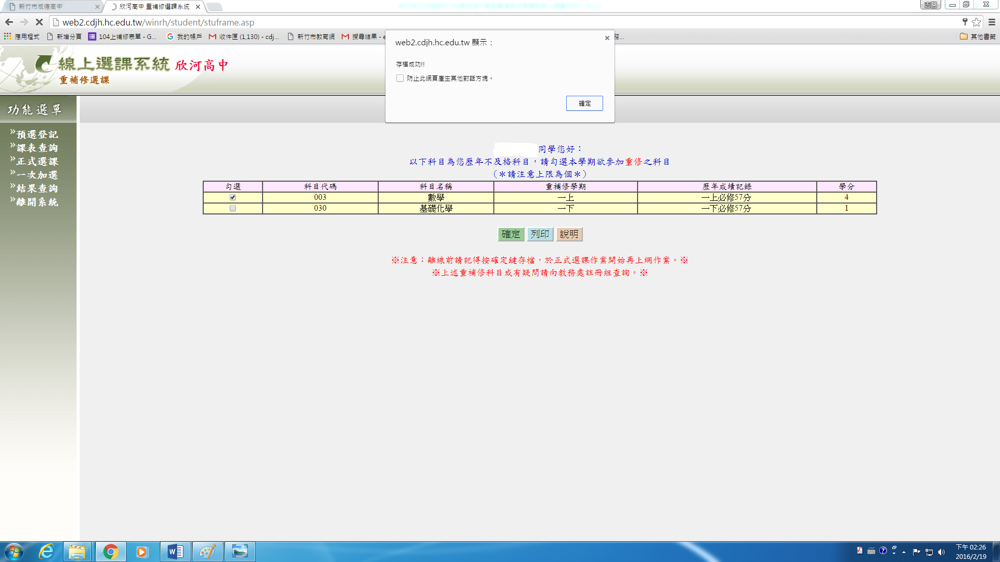 新竹市成德高中
欣河高中 重補修選課系統
志圖
web2.cdjh.hc.edu.tw/winrh/student/stuframe.asp
應用程式 新增分頁 104上補修表單 - G... 我的帳戶 收件匣 (1,130) - cdj... 新竹市教育網 搜尋結果 - e 務... 其他書籤
web2.cdjh.hc.edu.tw 顯示：
存檔成功!!
防止此網頁產生其他對話方塊。
確定
線上選課系統 欣河高中
重補修選課
功能選單
預選登記
課表查詢
正式選課
一次加選
結果查詢
離開系統
同學您好：
以下科目為您歷年不及格科目，請勾選本學期欲參加重修之科目
(＊請注意上限為個＊)
勾選 科目代碼 科目名稱 重補修學期 歷年成績記錄 學分
003 數學 一上 一上必修57分 4
030 基礎化學 一下 一下必修57分 1
確定 列印 說明
※注意：離線前請記得按確定鍵存檔，於正式選課作業開始再上網作業。※
※上述重補修科目或有疑問請向教務處註冊組查詢。※
下午 02:26
2016/2/19